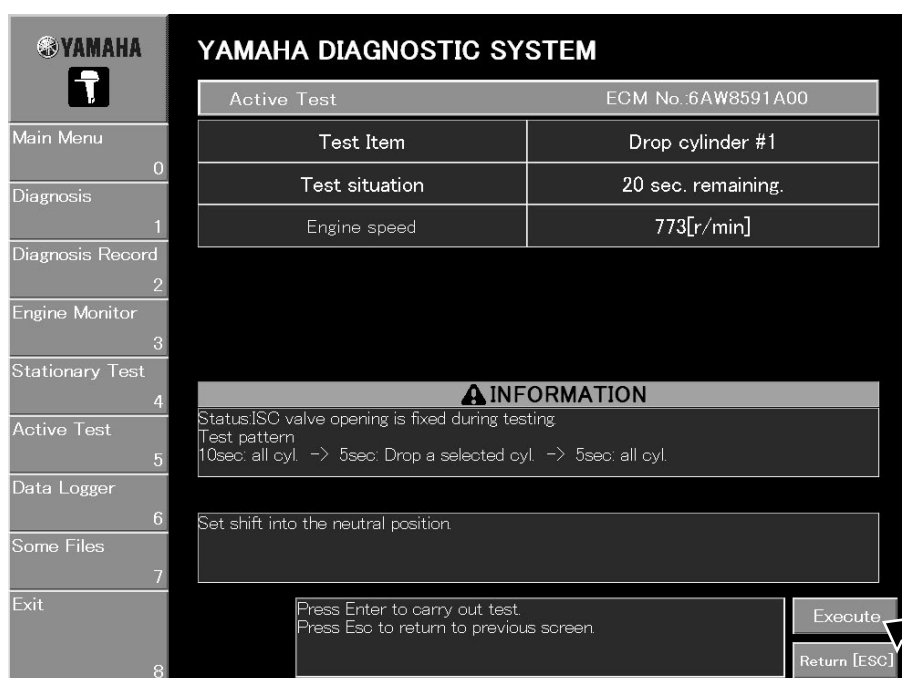 YAMAHA
YAMAHA DIAGNOSTIC SYSTEM
Active Test ECM No.:6AW8591A00
Test Item Drop cylinder #1
Test situation 20 sec. remaining.
Engine speed 773[r/min]
Main Menu
0
Diagnosis
1
Diagnosis Record
2
Engine Monitor
3
Stationary Test
4
Active Test
5
Data Logger
6
Some Files
7
Exit
8
INFORMATION
Status:ISC valve opening is fixed during testing.
Test pattern
10sec: all cyl. -> 5sec: Drop a selected cyl. -> 5sec: all cyl.
Set shift into the neutral position.
Press Enter to carry out test.
Press Esc to return to previous screen.
Execute
Return [ESC]